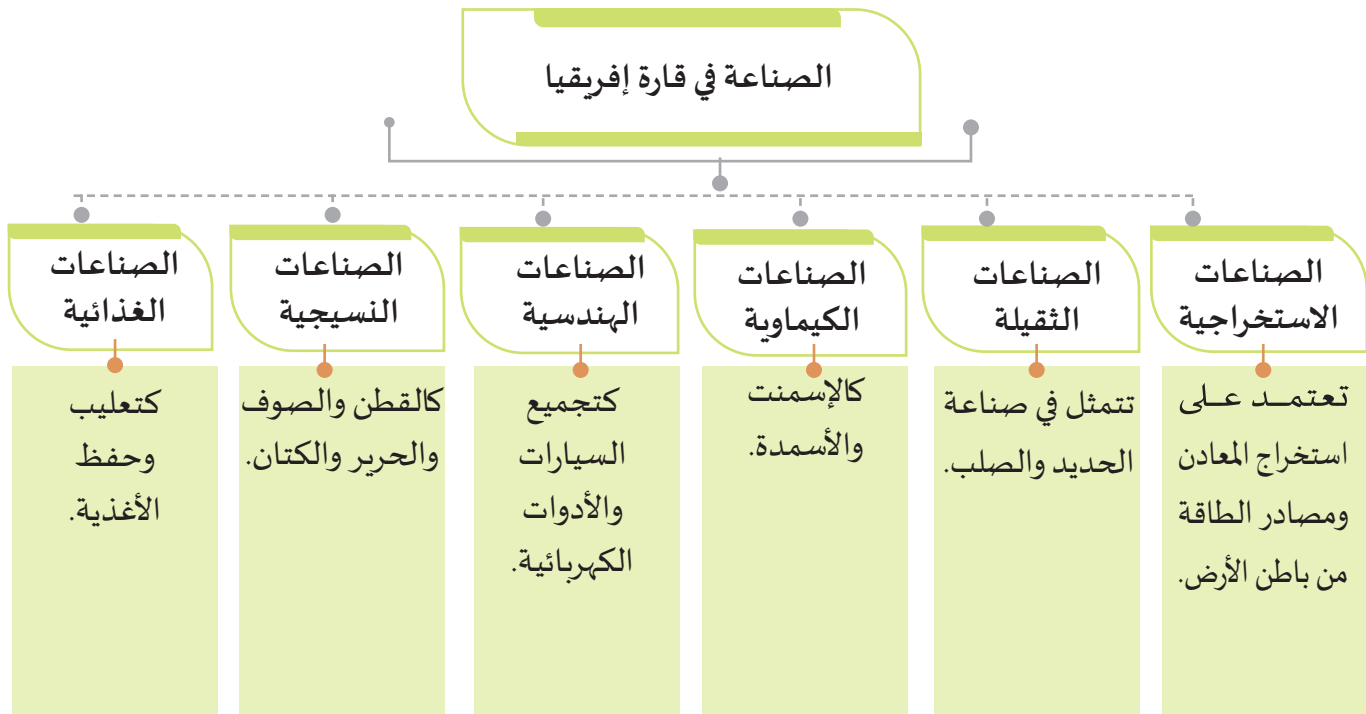 الصناعة في قارة إفريقيا
الصناعات
الاستخراجية
تعتمد على
استخراج المعادن
ومصادر الطاقة
من باطن الأرض.
الصناعات
الثقيلة
تتمثل في صناعة
الحديد والصلب.
الصناعات
الكيماوية
كالإسمنت
والأسمدة.
الصناعات
الهندسية
كتجميع
السيارات
والأدوات
الكهربائية.
الصناعات
النسيجية
كالقطن والصوف
والحرير والكتان.
الصناعات
الغذائية
كتعليب
وحفظ
الأغذية.